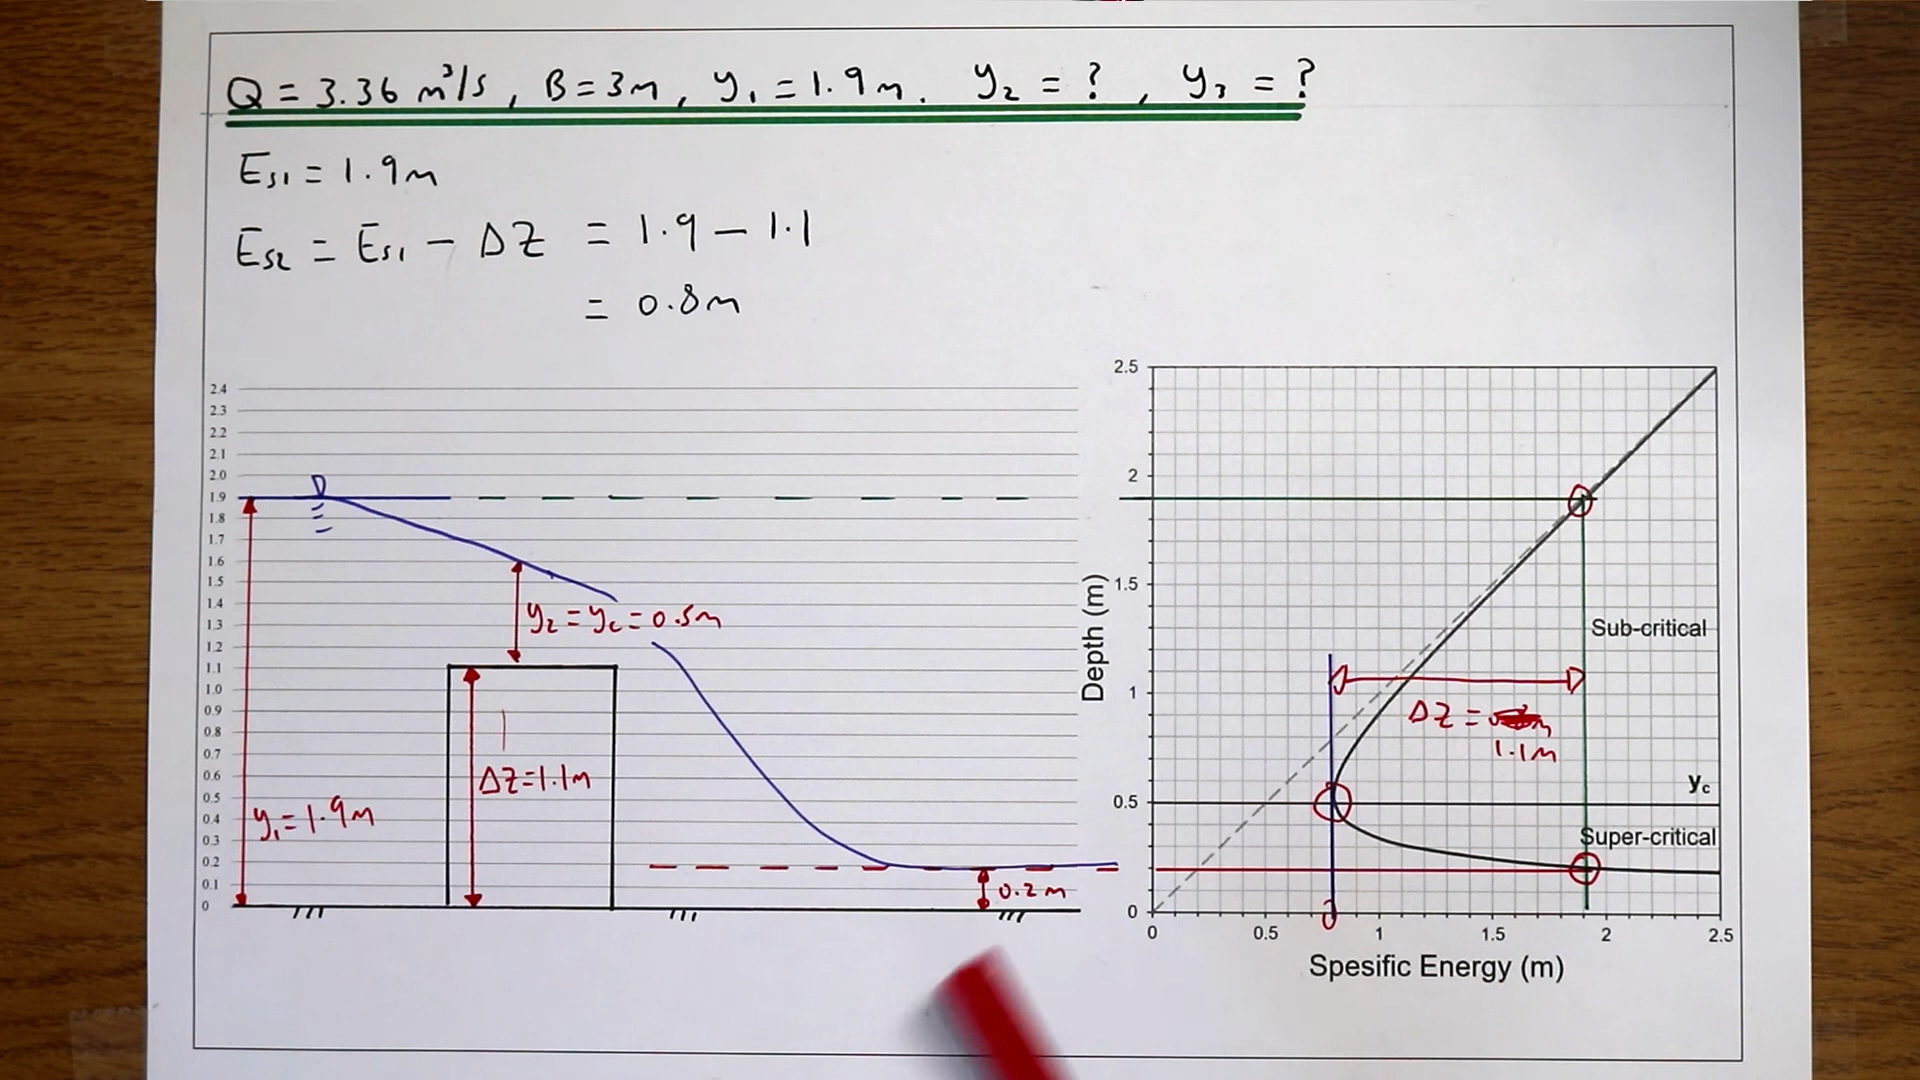 Q = 3.36 m³/s, B = 3m, y₁ = 1.9m. y₂ = ?, y₃ = ?
Es1 = 1.9m
Es2 = Es1 - ΔZ = 1.9 - 1.1
= 0.8m
2.4
2.3
2.2
2.1
2.0
1.9
1.8
1.7
1.6
1.5
1.4
1.3
1.2
1.1
1.0
0.9
0.8
0.7
0.6
0.5
0.4
0.3
0.2
0.1
0
y₂ = yc = 0.5m
ΔZ = 1.1m
y₁ = 1.9m
0.2m
2.5
2
1.5
1
0.5
0
Depth (m)
Sub-critical
ΔZ =
1.1m
yc
Super-critical
0 0.5 1 1.5 2 2.5
Spesific Energy (m)